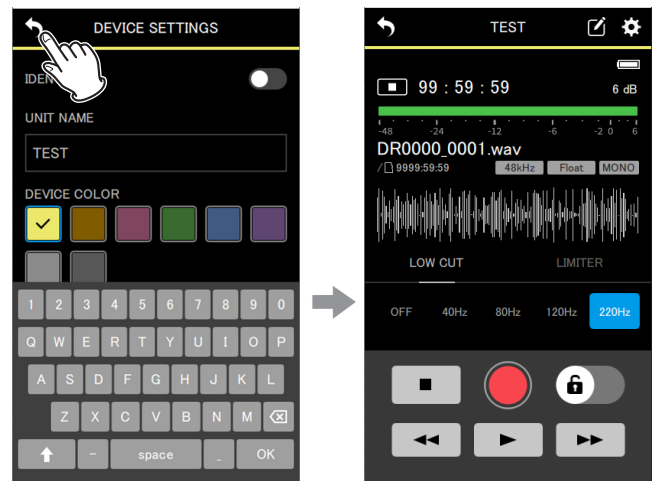 DEVICE SETTINGS
IDEN
UNIT NAME
TEST
DEVICE COLOR
1 2 3 4 5 6 7 8 9 0
Q W E R T Y U I O P
A S D F G H J K L
Z X C V B N M
- space _ OK
TEST
99 : 59 : 59 6 dB
-48 -24 -12 -6 -2 0 6
DR0000_0001.wav
/ 9999:59:59 48kHz Float MONO
LOW CUT LIMITER
OFF 40Hz 80Hz 120Hz 220Hz